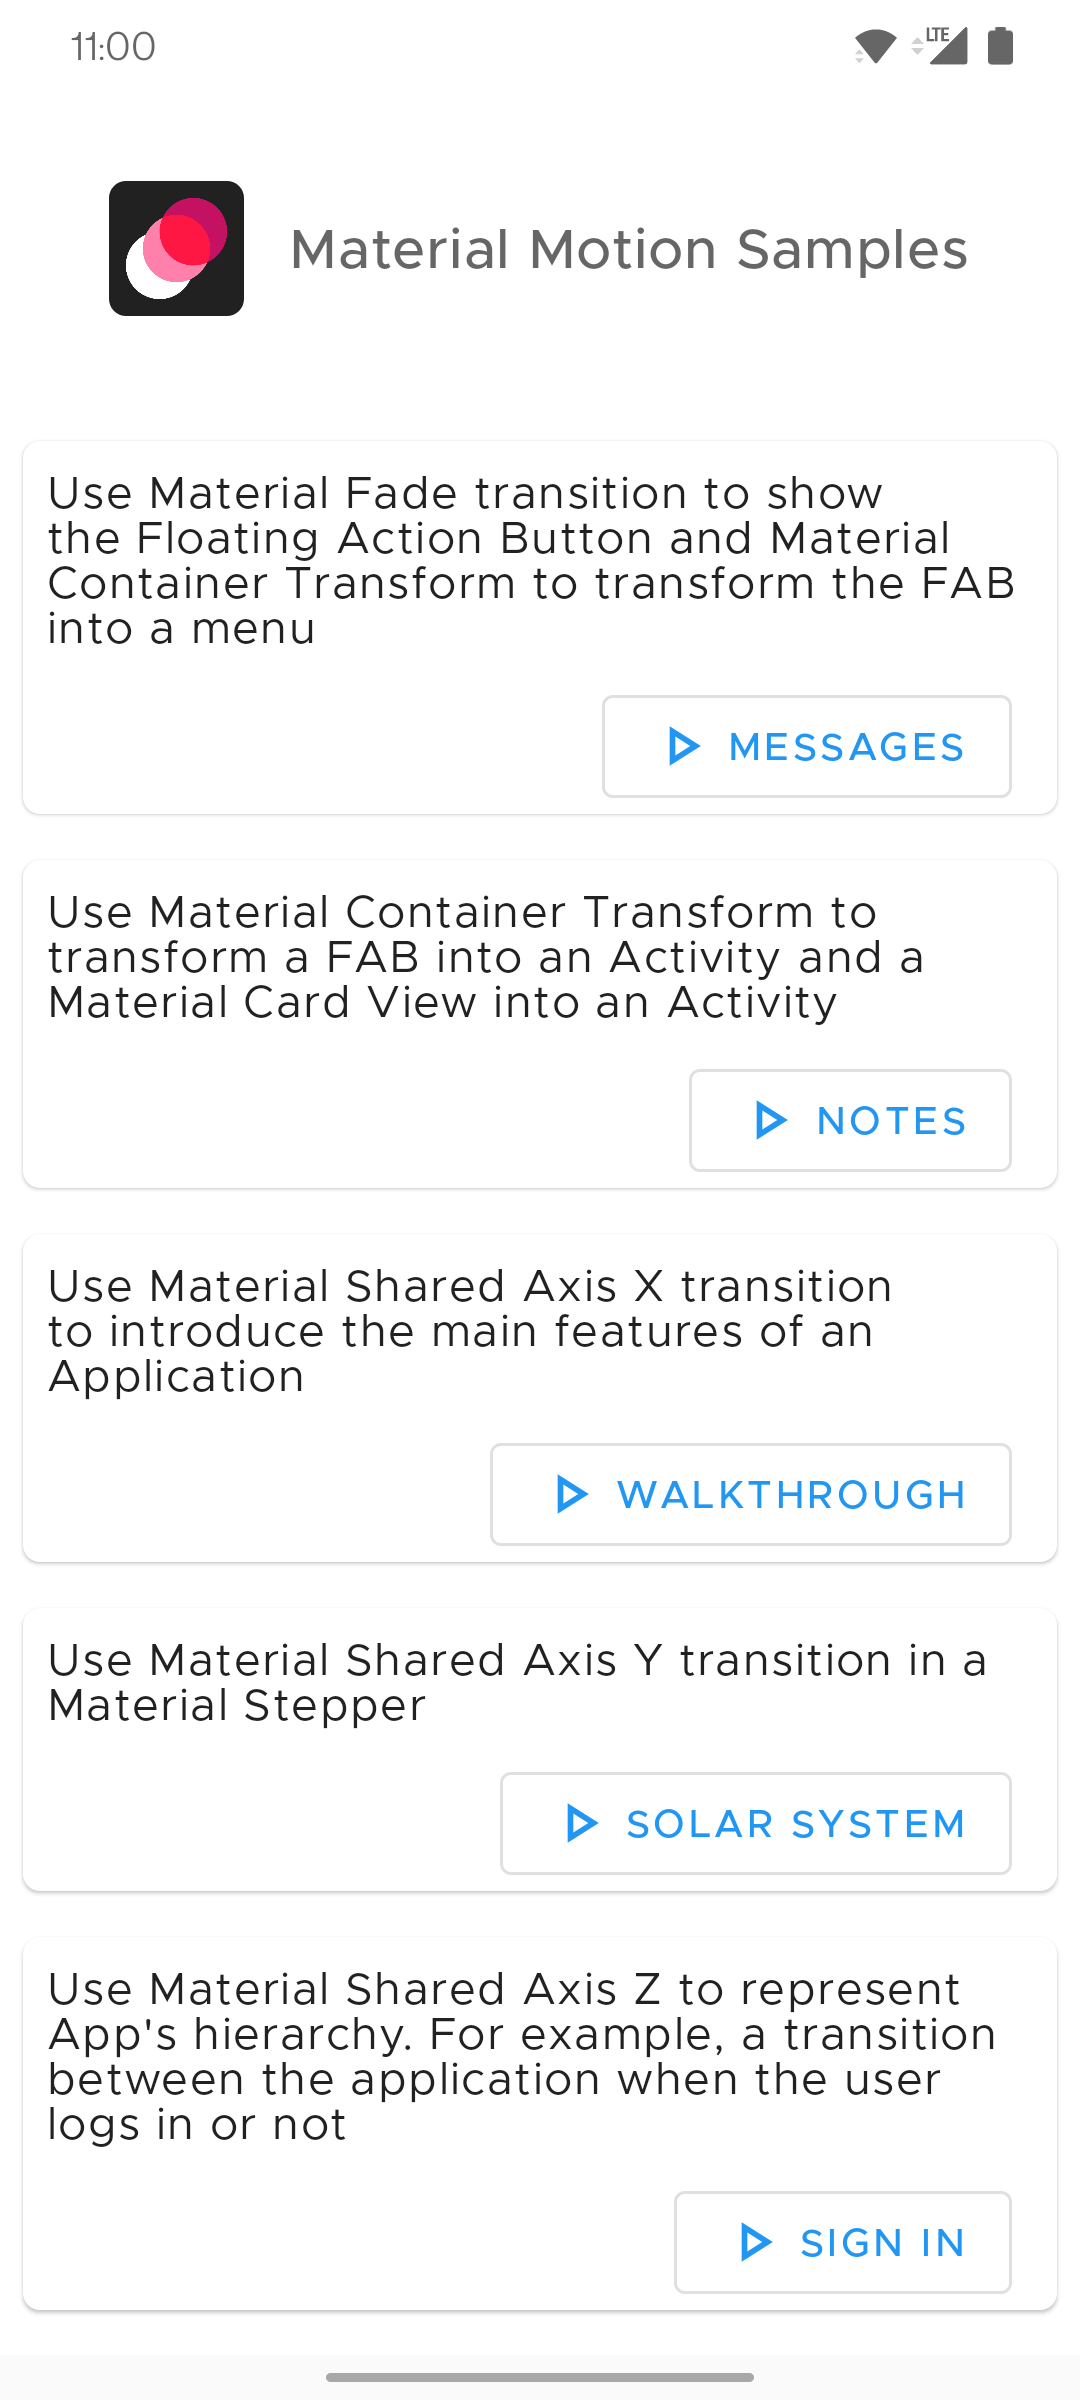 11:00
LTE
Material Motion Samples
Use Material Fade transition to show
the Floating Action Button and Material
Container Transform to transform the FAB
into a menu
MESSAGES
Use Material Container Transform to
transform a FAB into an Activity and a
Material Card View into an Activity
NOTES
Use Material Shared Axis X transition
to introduce the main features of an
Application
WALKTHROUGH
Use Material Shared Axis Y transition in a
Material Stepper
SOLAR SYSTEM
Use Material Shared Axis Z to represent
App's hierarchy. For example, a transition
between the application when the user
logs in or not
SIGN IN